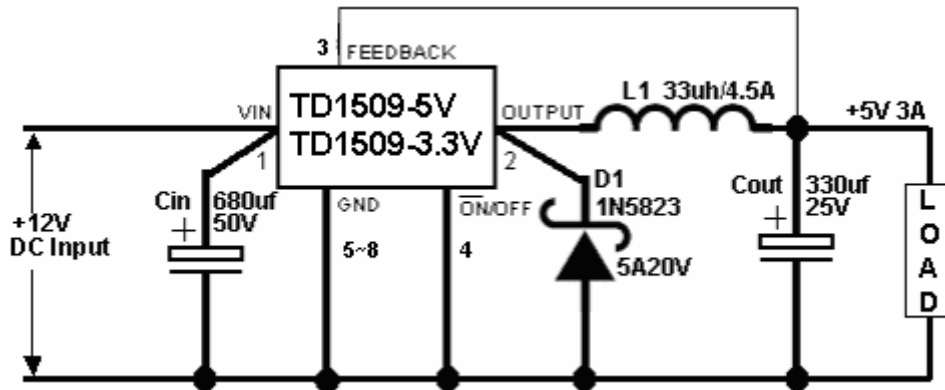 3 FEEDBACK
VIN
TD1509-5V
TD1509-3.3V
OUTPUT
L1 33uh/4.5A
+5V 3A
1
2
Cin
680uf
50V
+
GND
5~8
ON/OFF
4
D1
1N5823
5A20V
Cout
330uf
25V
+
LOAD
+12V
DC Input